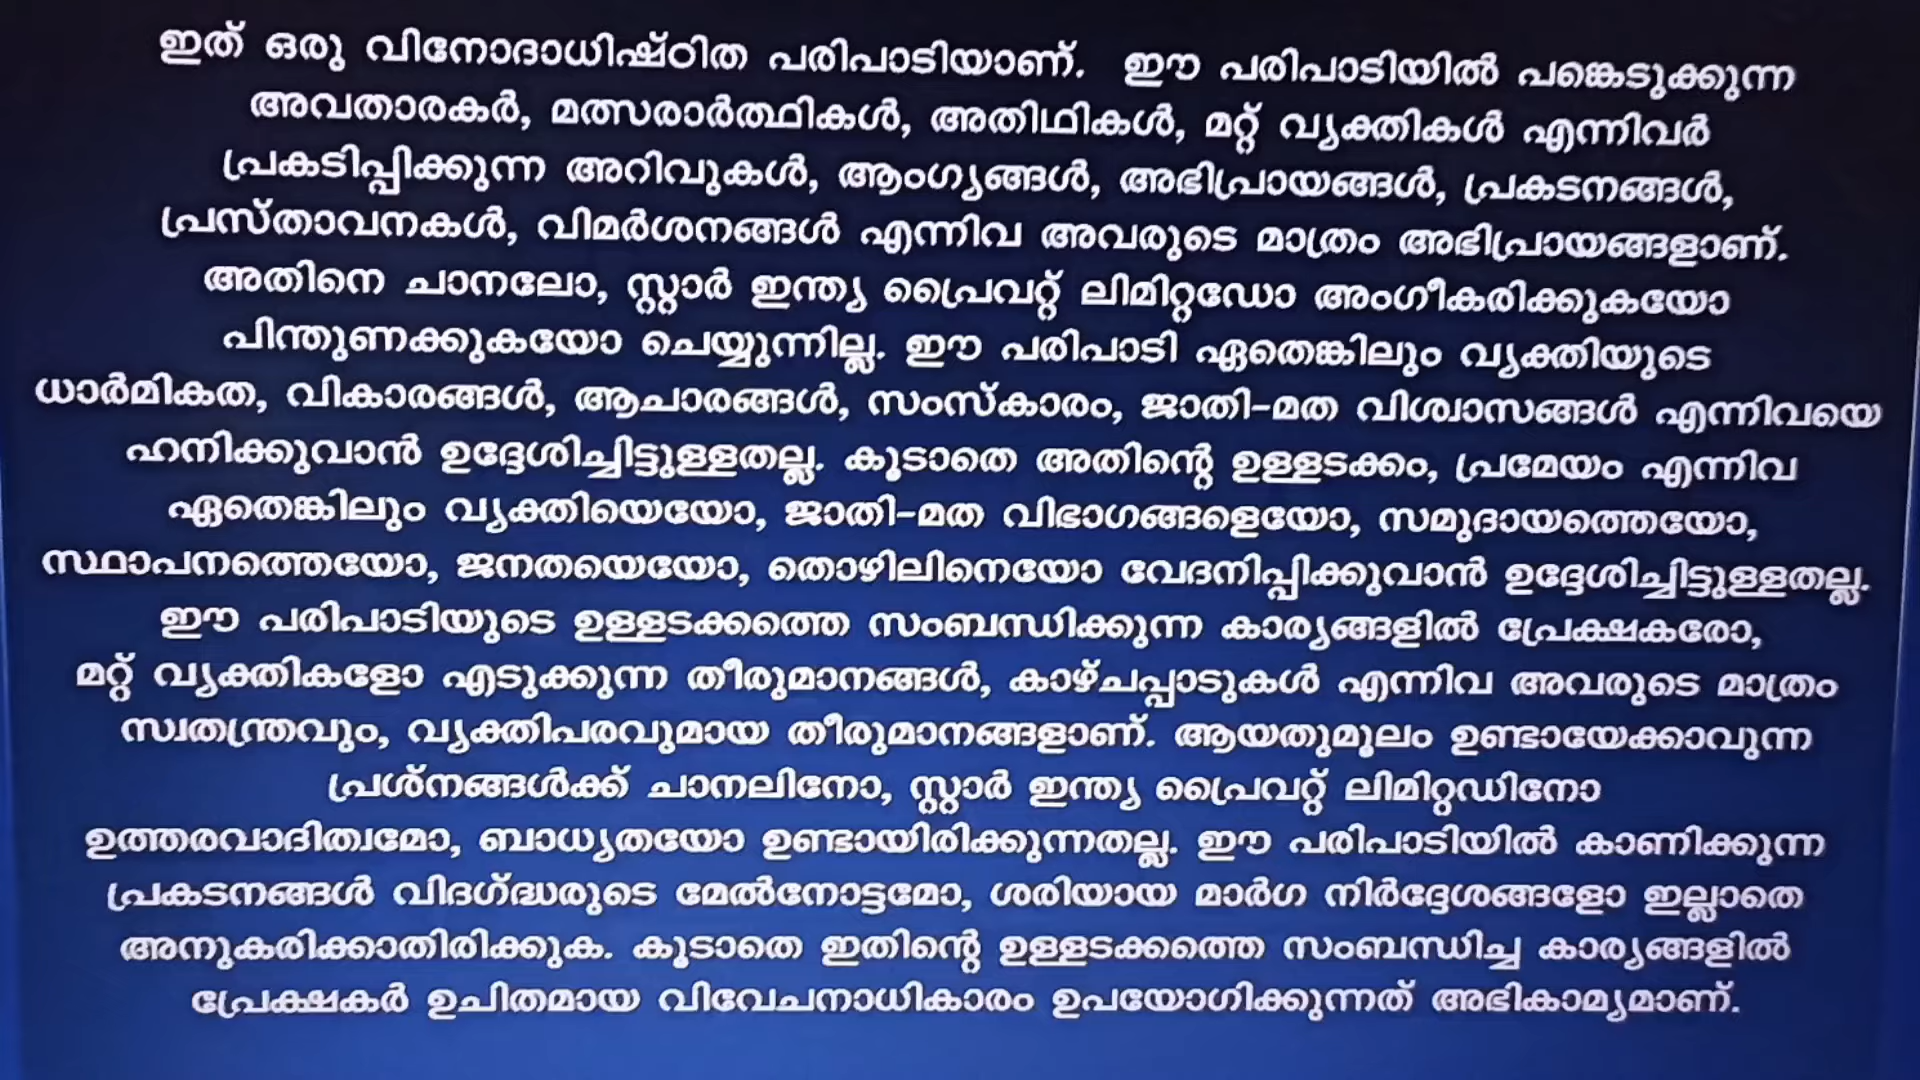 ഇത് ഒരു വിനോദാധിഷ്ഠിത പരിപാടിയാണ്. ഈ പരിപാടിയിൽ പങ്കെടുക്കുന്ന
അവതാരകർ, മത്സരാർത്ഥികൾ, അതിഥികൾ, മറ്റ് വ്യക്തികൾ എന്നിവർ
പ്രകടിപ്പിക്കുന്ന അറിവുകൾ, ആംഗ്യങ്ങൾ, അഭിപ്രായങ്ങൾ, പ്രകടനങ്ങൾ,
പ്രസ്താവനകൾ, വിമർശനങ്ങൾ എന്നിവ അവരുടെ മാത്രം അഭിപ്രായങ്ങളാണ്.
അതിനെ ചാനലോ, സ്റ്റാർ ഇന്ത്യ പ്രൈവറ്റ് ലിമിറ്റഡോ അംഗീകരിക്കുകയോ
പിന്തുണക്കുകയോ ചെയ്യുന്നില്ല. ഈ പരിപാടി ഏതെങ്കിലും വ്യക്തിയുടെ
ധാർമികത, വികാരങ്ങൾ, ആചാരങ്ങൾ, സംസ്കാരം, ജാതി-മത വിശ്വാസങ്ങൾ എന്നിവയെ
ഹനിക്കുവാൻ ഉദ്ദേശിച്ചിട്ടുള്ളതല്ല. കൂടാതെ അതിന്റെ ഉള്ളടക്കം, പ്രമേയം എന്നിവ
ഏതെങ്കിലും വ്യക്തിയെയോ, ജാതി-മത വിഭാഗങ്ങളെയോ, സമുദായത്തെയോ,
സ്ഥാപനത്തെയോ, ജനതയെയോ, തൊഴിലിനെയോ വേദനിപ്പിക്കുവാൻ ഉദ്ദേശിച്ചിട്ടുള്ളതല്ല.
ഈ പരിപാടിയുടെ ഉള്ളടക്കത്തെ സംബന്ധിക്കുന്ന കാര്യങ്ങളിൽ പ്രേക്ഷകരോ,
മറ്റ് വ്യക്തികളോ എടുക്കുന്ന തീരുമാനങ്ങൾ, കാഴ്ചപ്പാടുകൾ എന്നിവ അവരുടെ മാത്രം
സ്വതന്ത്രവും, വ്യക്തിപരവുമായ തീരുമാനങ്ങളാണ്. ആയതുമൂലം ഉണ്ടായേക്കാവുന്ന
പ്രശ്നങ്ങൾക്ക് ചാനലിനോ, സ്റ്റാർ ഇന്ത്യ പ്രൈവറ്റ് ലിമിറ്റഡിനോ
ഉത്തരവാദിത്വമോ, ബാധ്യതയോ ഉണ്ടായിരിക്കുന്നതല്ല. ഈ പരിപാടിയിൽ കാണിക്കുന്ന
പ്രകടനങ്ങൾ വിദഗ്ദ്ധരുടെ മേൽനോട്ടമോ, ശരിയായ മാർഗ നിർദ്ദേശങ്ങളോ ഇല്ലാതെ
അനുകരിക്കാതിരിക്കുക. കൂടാതെ ഇതിന്റെ ഉള്ളടക്കത്തെ സംബന്ധിച്ച കാര്യങ്ങളിൽ
പ്രേക്ഷകർ ഉചിതമായ വിവേചനാധികാരം ഉപയോഗിക്കുന്നത് അഭികാമ്യമാണ്.